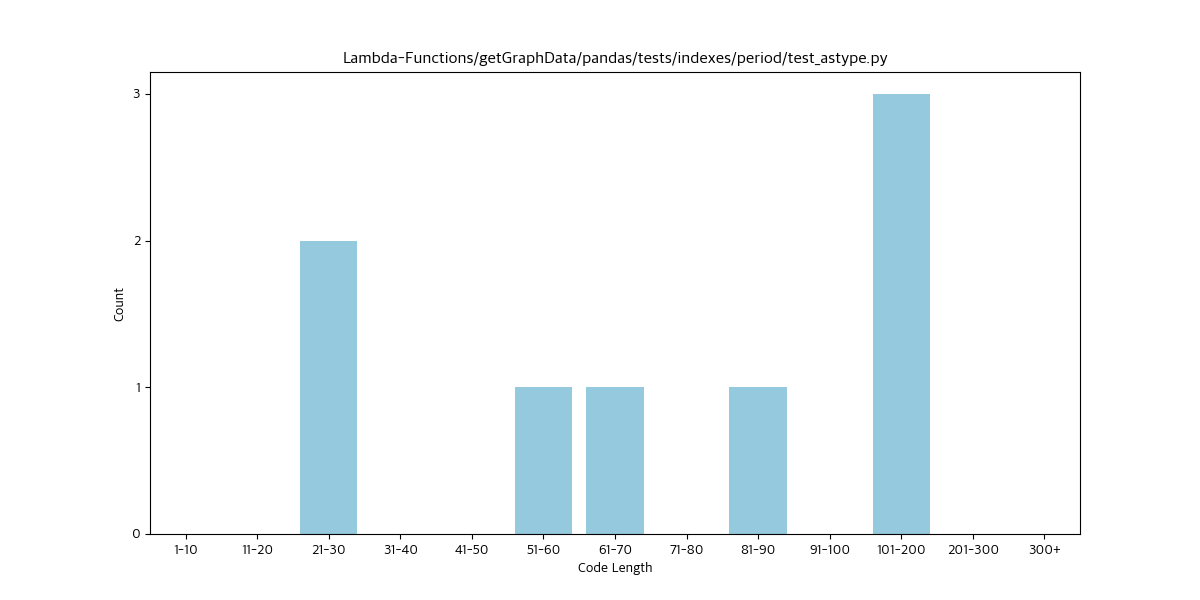 Lambda-Functions/getGraphData/pandas/tests/indexes/period/test_astype.py
3
2
1
0
Count
1-10 11-20 21-30 31-40 41-50 51-60 61-70 71-80 81-90 91-100 101-200 201-300 300+
Code Length